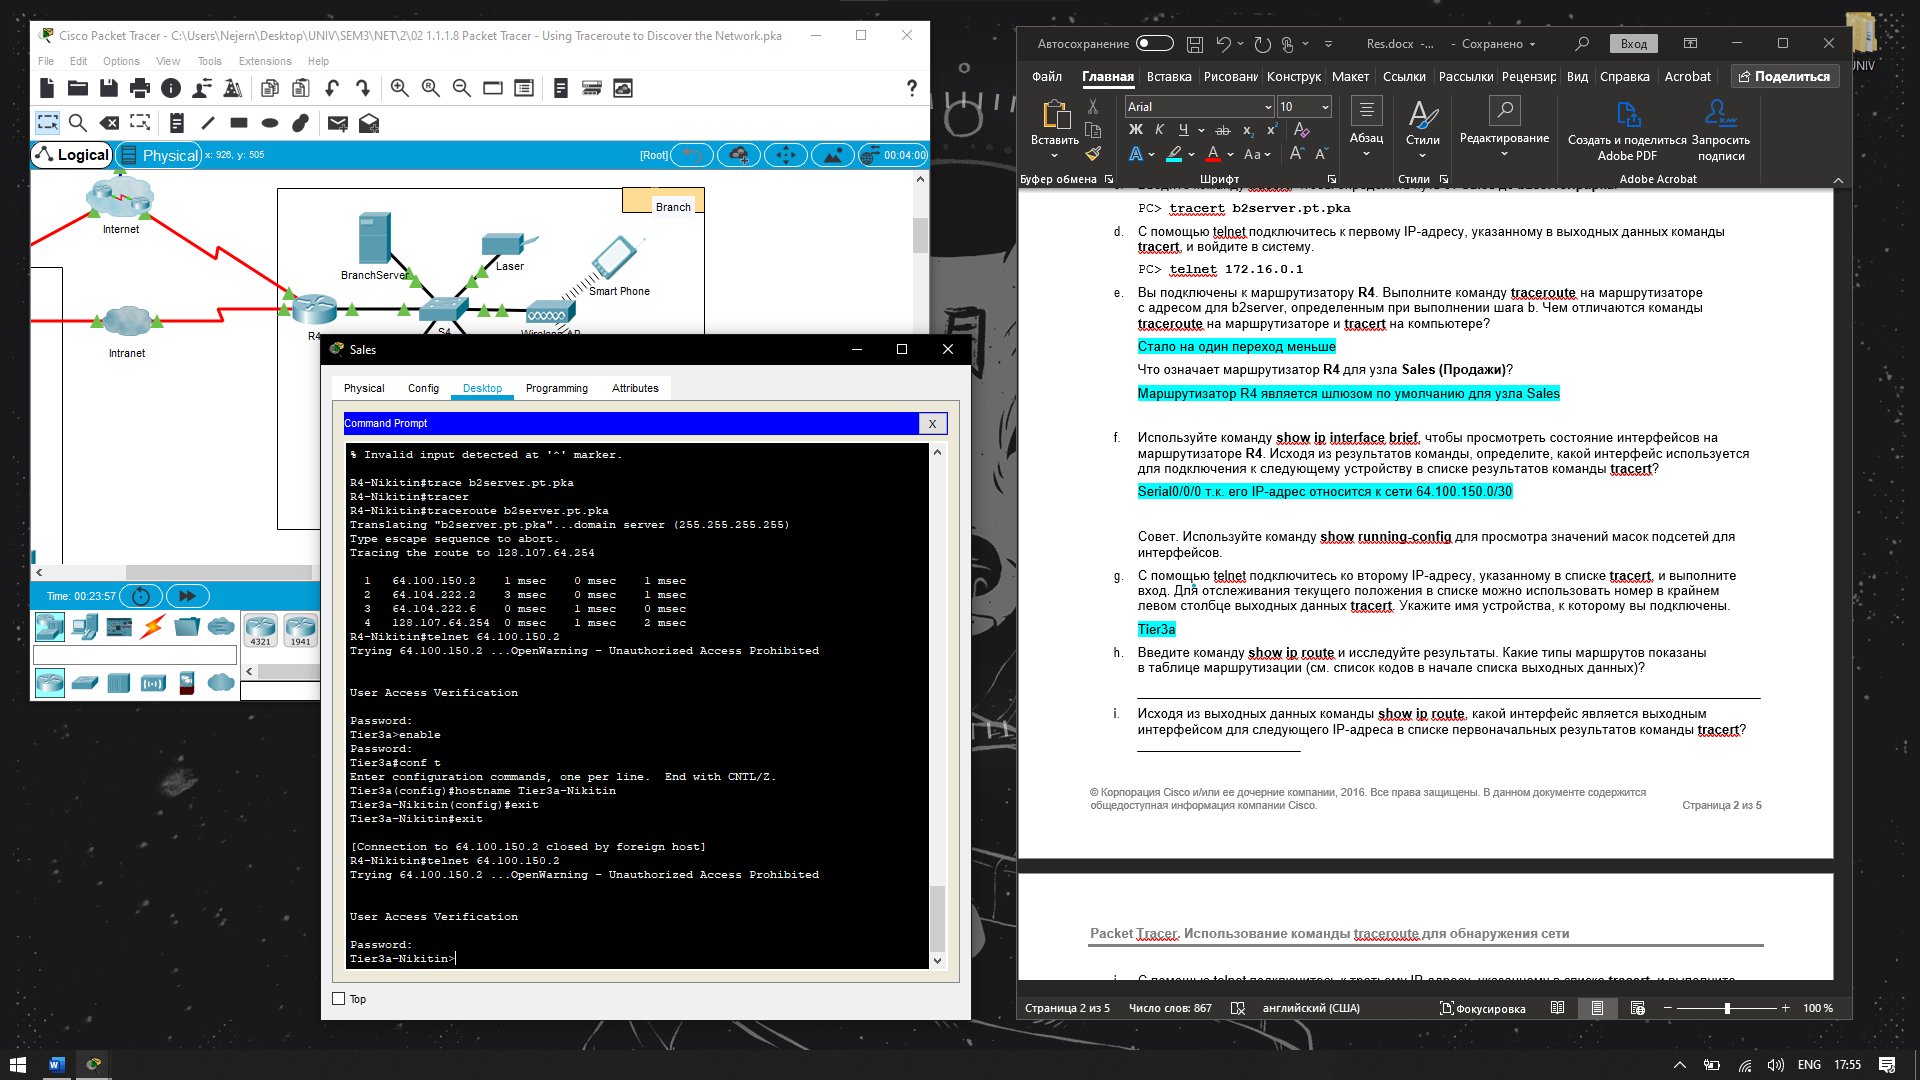 Cisco Packet Tracer - C:\Users\Nejern\Desktop\UNIV\SEM3\NET\2\02 1.1.1.8 Packet Tracer - Using Traceroute to Discover the Network.pka
File Edit Options View Tools Extensions Help
?
Logical
Physical
x: 926, y: 505
[Root]
00:04:00
Internet
Intranet
Branch
BranchServer
Laser
Smart Phone
R4
S4
Time: 00:23:57
4321
1941
Sales
Physical Config Desktop Programming Attributes
Command Prompt
X
% Invalid input detected at '^' marker.
R4-Nikitin#trace b2server.pt.pka
R4-Nikitin#tracer
R4-Nikitin#traceroute b2server.pt.pka
Translating "b2server.pt.pka"...domain server (255.255.255.255)
Type escape sequence to abort.
Tracing the route to 128.107.64.254
1 64.100.150.2 1 msec 0 msec 1 msec
2 64.104.222.2 3 msec 0 msec 1 msec
3 64.104.222.6 0 msec 1 msec 0 msec
4 128.107.64.254 0 msec 1 msec 2 msec
R4-Nikitin#telnet 64.100.150.2
Trying 64.100.150.2 ...OpenWarning - Unauthorized Access Prohibited
User Access Verification
Password:
Tier3a>enable
Password:
Tier3a#conf t
Enter configuration commands, one per line. End with CNTL/Z.
Tier3a(config)#hostname Tier3a-Nikitin
Tier3a-Nikitin(config)#exit
Tier3a-Nikitin#exit
[Connection to 64.100.150.2 closed by foreign host]
R4-Nikitin#telnet 64.100.150.2
Trying 64.100.150.2 ...OpenWarning - Unauthorized Access Prohibited
User Access Verification
Password:
Tier3a-Nikitin>
Top
Автосохранение
Res.docx -... - Сохранено
Вход
Файл Главная Вставка Рисовани Конструк Макет Ссылки Рассылки Рецензир Вид Справка Acrobat Поделиться
Вставить
Arial
10
Ж К Ч ab x₂ x²
A A Aa A A
Абзац
Стили
Редактирование
Создать и поделиться Adobe PDF
Запросить подписи
Буфер обмена
Шрифт
Стили
Adobe Acrobat
PC> tracert b2server.pt.pka
d. С помощью telnet подключитесь к первому IP-адресу, указанному в выходных данных команды
tracert, и войдите в систему.
PC> telnet 172.16.0.1
e. Вы подключены к маршрутизатору R4. Выполните команду traceroute на маршрутизаторе
с адресом для b2server, определенным при выполнении шага b. Чем отличаются команды
traceroute на маршрутизаторе и tracert на компьютере?
Стало на один переход меньше
Что означает маршрутизатор R4 для узла Sales (Продажи)?
Маршрутизатор R4 является шлюзом по умолчанию для узла Sales
f. Используйте команду show ip interface brief, чтобы просмотреть состояние интерфейсов на
маршрутизаторе R4. Исходя из результатов команды, определите, какой интерфейс используется
для подключения к следующему устройству в списке результатов команды tracert?
Serial0/0/0 т.к. его IP-адрес относится к сети 64.100.150.0/30
Совет. Используйте команду show running-config для просмотра значений масок подсетей для
интерфейсов.
g. С помощью telnet подключитесь ко второму IP-адресу, указанному в списке tracert, и выполните
вход. Для отслеживания текущего положения в списке можно использовать номер в крайнем
левом столбце выходных данных tracert. Укажите имя устройства, к которому вы подключены.
Tier3a
h. Введите команду show ip route и исследуйте результаты. Какие типы маршрутов показаны
в таблице маршрутизации (см. список кодов в начале списка выходных данных)?
i. Исходя из выходных данных команды show ip route, какой интерфейс является выходным
интерфейсом для следующего IP-адреса в списке первоначальных результатов команды tracert?
© Корпорация Cisco и/или ее дочерние компании, 2016. Все права защищены. В данном документе содержится
общедоступная информация компании Cisco.
Страница 2 из 5
Packet Tracer. Использование команды traceroute для обнаружения сети
Страница 2 из 5
Число слов: 867
английский (США)
Фокусировка
100 %
ENG
17:55